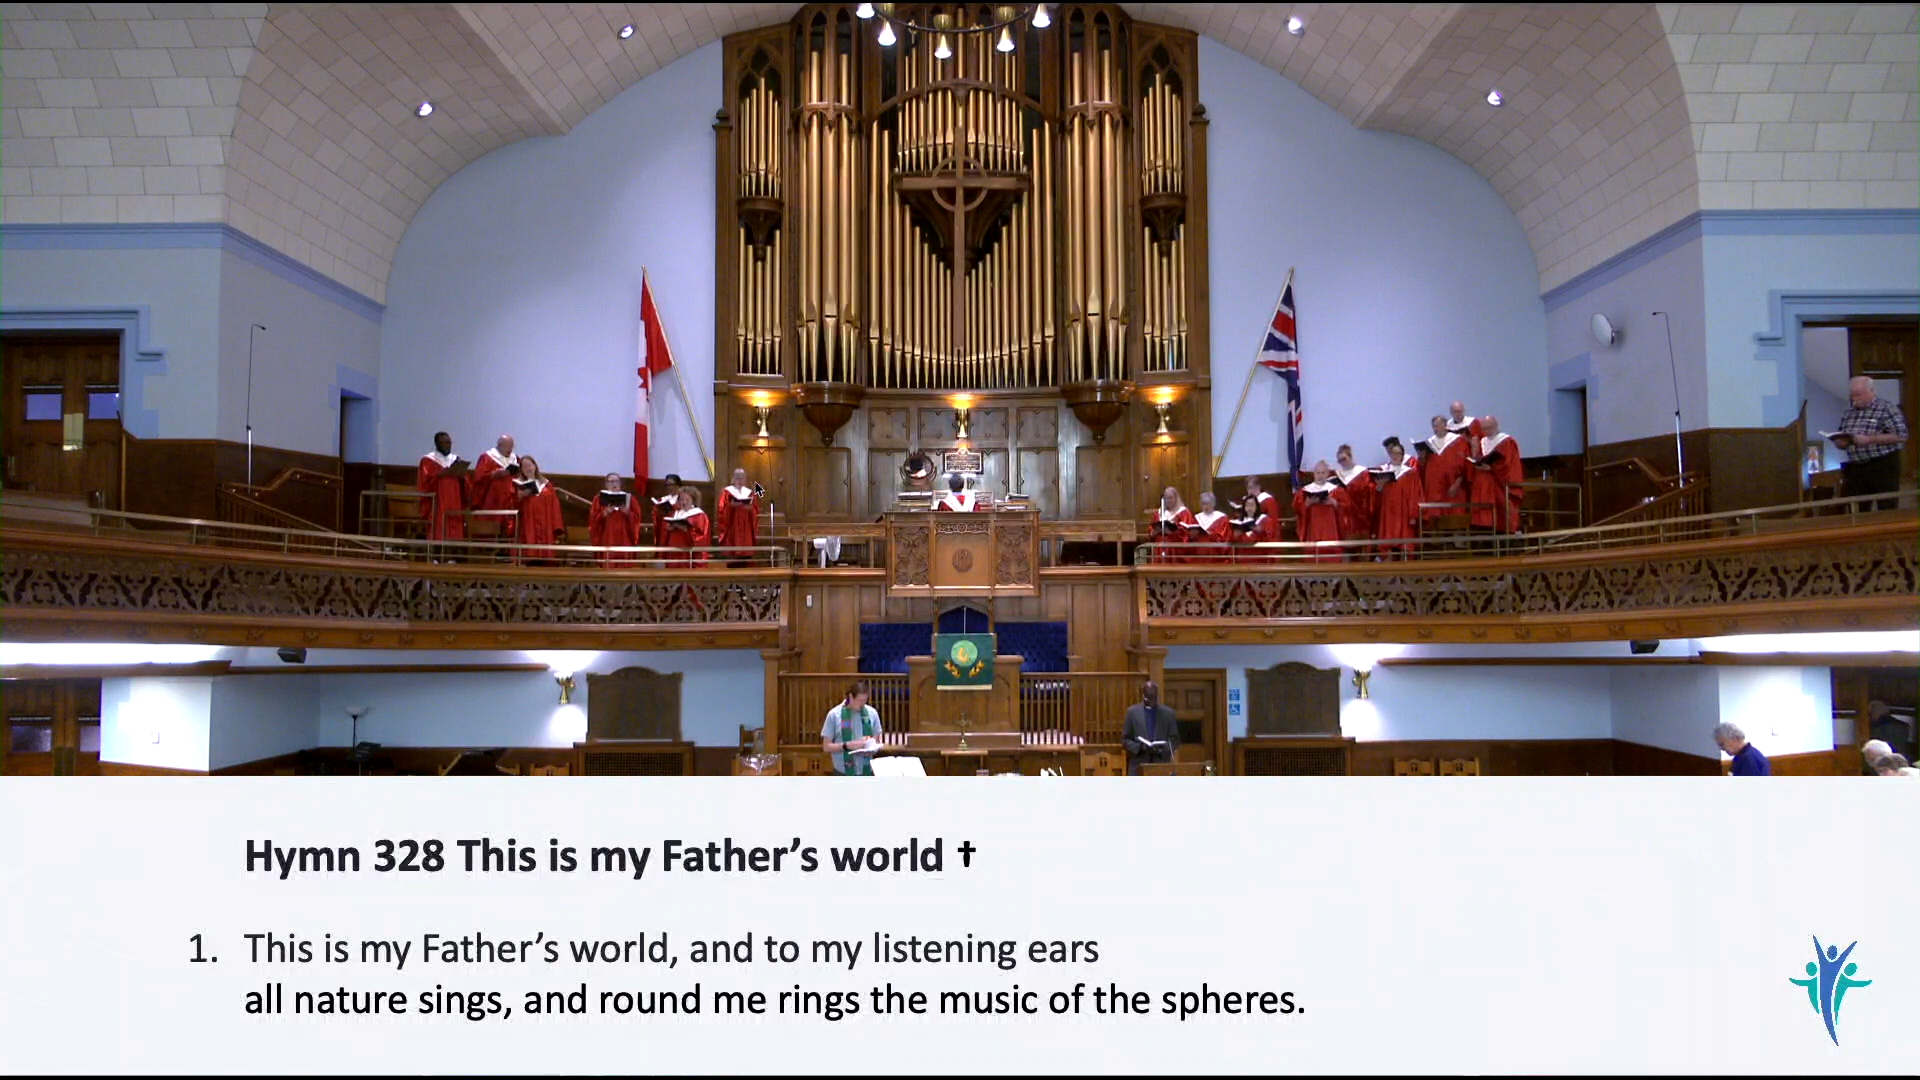 Hymn 328 This is my Father's world †
1. This is my Father's world, and to my listening ears
all nature sings, and round me rings the music of the spheres.